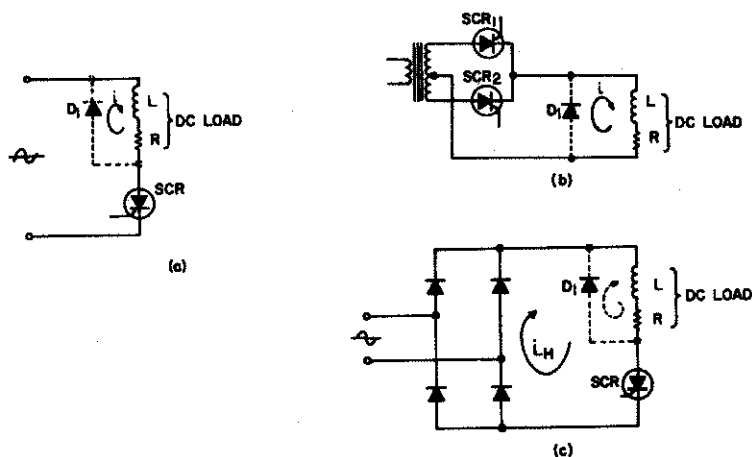 D1
i
L
R
DC LOAD
SCR
(a)
SCR1
SCR2
D1
i
L
R
DC LOAD
(b)
D1
L
R
DC LOAD
iH
SCR
(c)